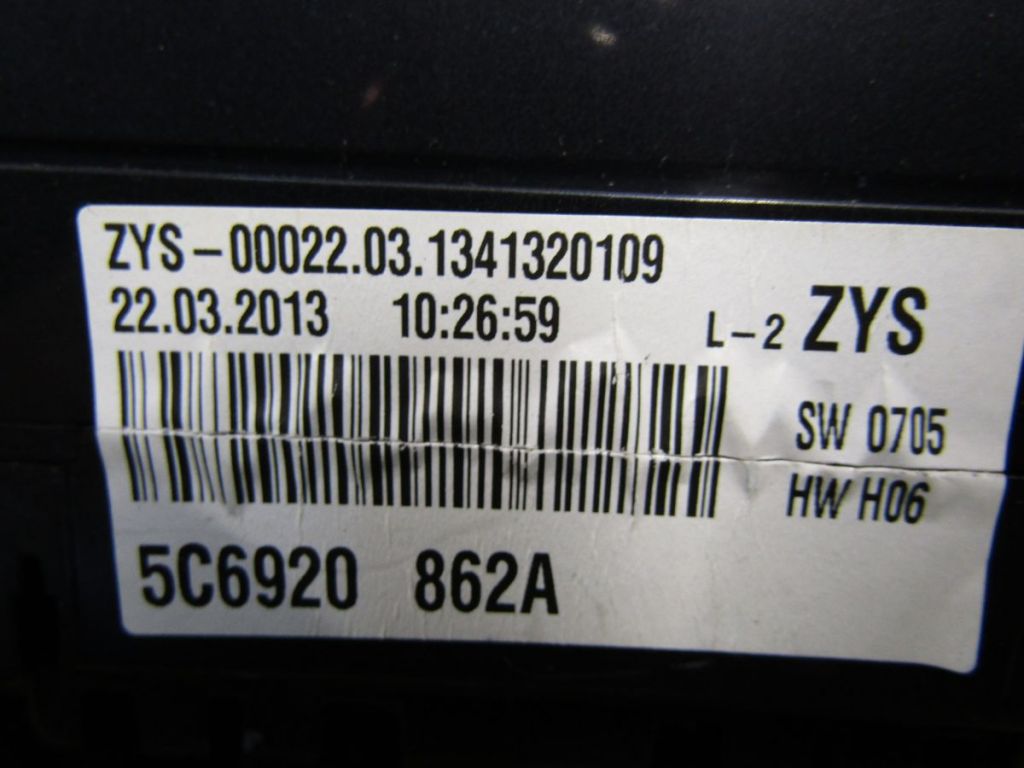 ZYS-00022.03.1341320109
22.03.2013 10:26:59
L-2 ZYS
SW 0705
HW H06
5C6920 862A